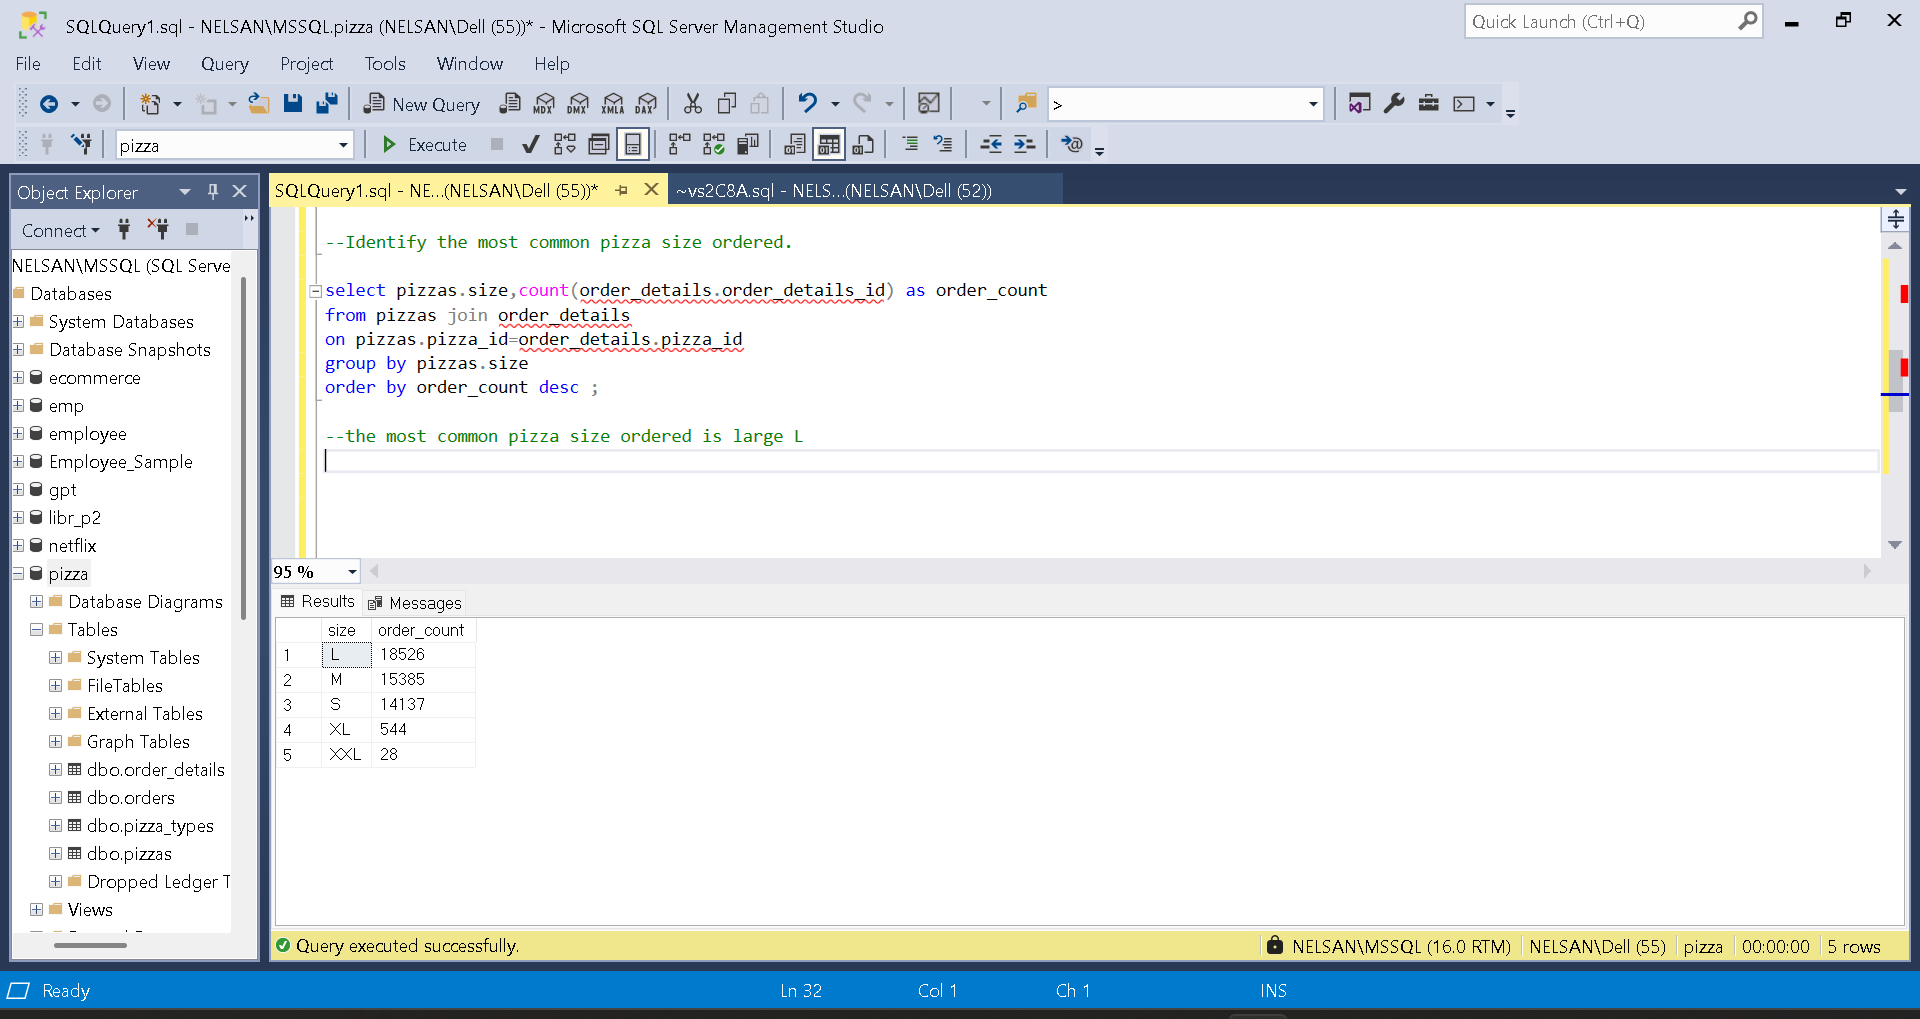 SQLQuery1.sql - NELSAN\MSSQL.pizza (NELSAN\Dell (55))* - Microsoft SQL Server Management Studio
Quick Launch (Ctrl+Q)
File Edit View Query Project Tools Window Help
New Query MDX DMX XMLA DAX >
pizza Execute
Object Explorer
Connect
NELSAN\MSSQL (SQL Serve
Databases
System Databases
Database Snapshots
ecommerce
emp
employee
Employee_Sample
gpt
libr_p2
netflix
pizza
Database Diagrams
Tables
System Tables
FileTables
External Tables
Graph Tables
dbo.order_details
dbo.orders
dbo.pizza_types
dbo.pizzas
Dropped Ledger T
Views
SQLQuery1.sql - NE...(NELSAN\Dell (55))* ~vs2C8A.sql - NELS...(NELSAN\Dell (52))
--Identify the most common pizza size ordered.
select pizzas.size,count(order_details.order_details_id) as order_count
from pizzas join order_details
on pizzas.pizza_id=order_details.pizza_id
group by pizzas.size
order by order_count desc ;
--the most common pizza size ordered is large L
95 %
Results Messages
size order_count
1 L 18526
2 M 15385
3 S 14137
4 XL 544
5 XXL 28
Query executed successfully. NELSAN\MSSQL (16.0 RTM) NELSAN\Dell (55) pizza 00:00:00 5 rows
Ready Ln 32 Col 1 Ch 1 INS